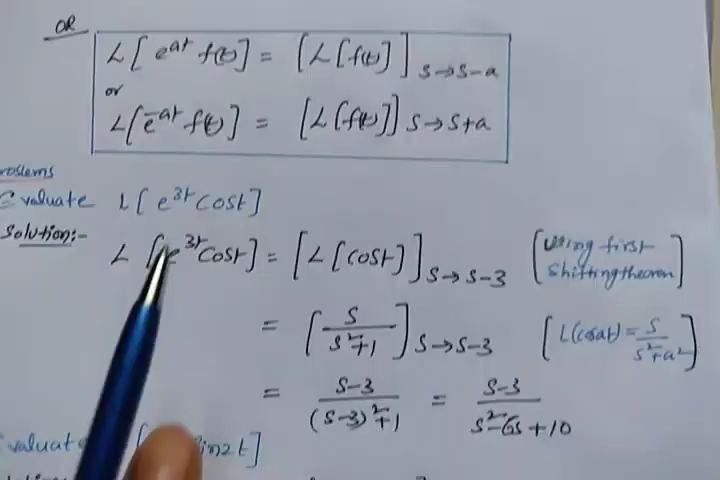 OR
L[e^{at} f(t)] = [L[f(t)]]_{s→s-a}
or
L[e^{-at} f(t)] = [L[f(t)]]_{s→s+a}
roblems
Evaluate L[e^{3t} cost]
Solution:-
L[e^{3t} cost] = [L[cost]]_{s→s-3} [Using first shifting theorem]
= [s/(s²+1)]_{s→s-3} [L(cosat) = s/(s²+a²)]
= (s-3)/((s-3)²+1) = (s-3)/(s²-6s+10)
valuate [ sin2t]